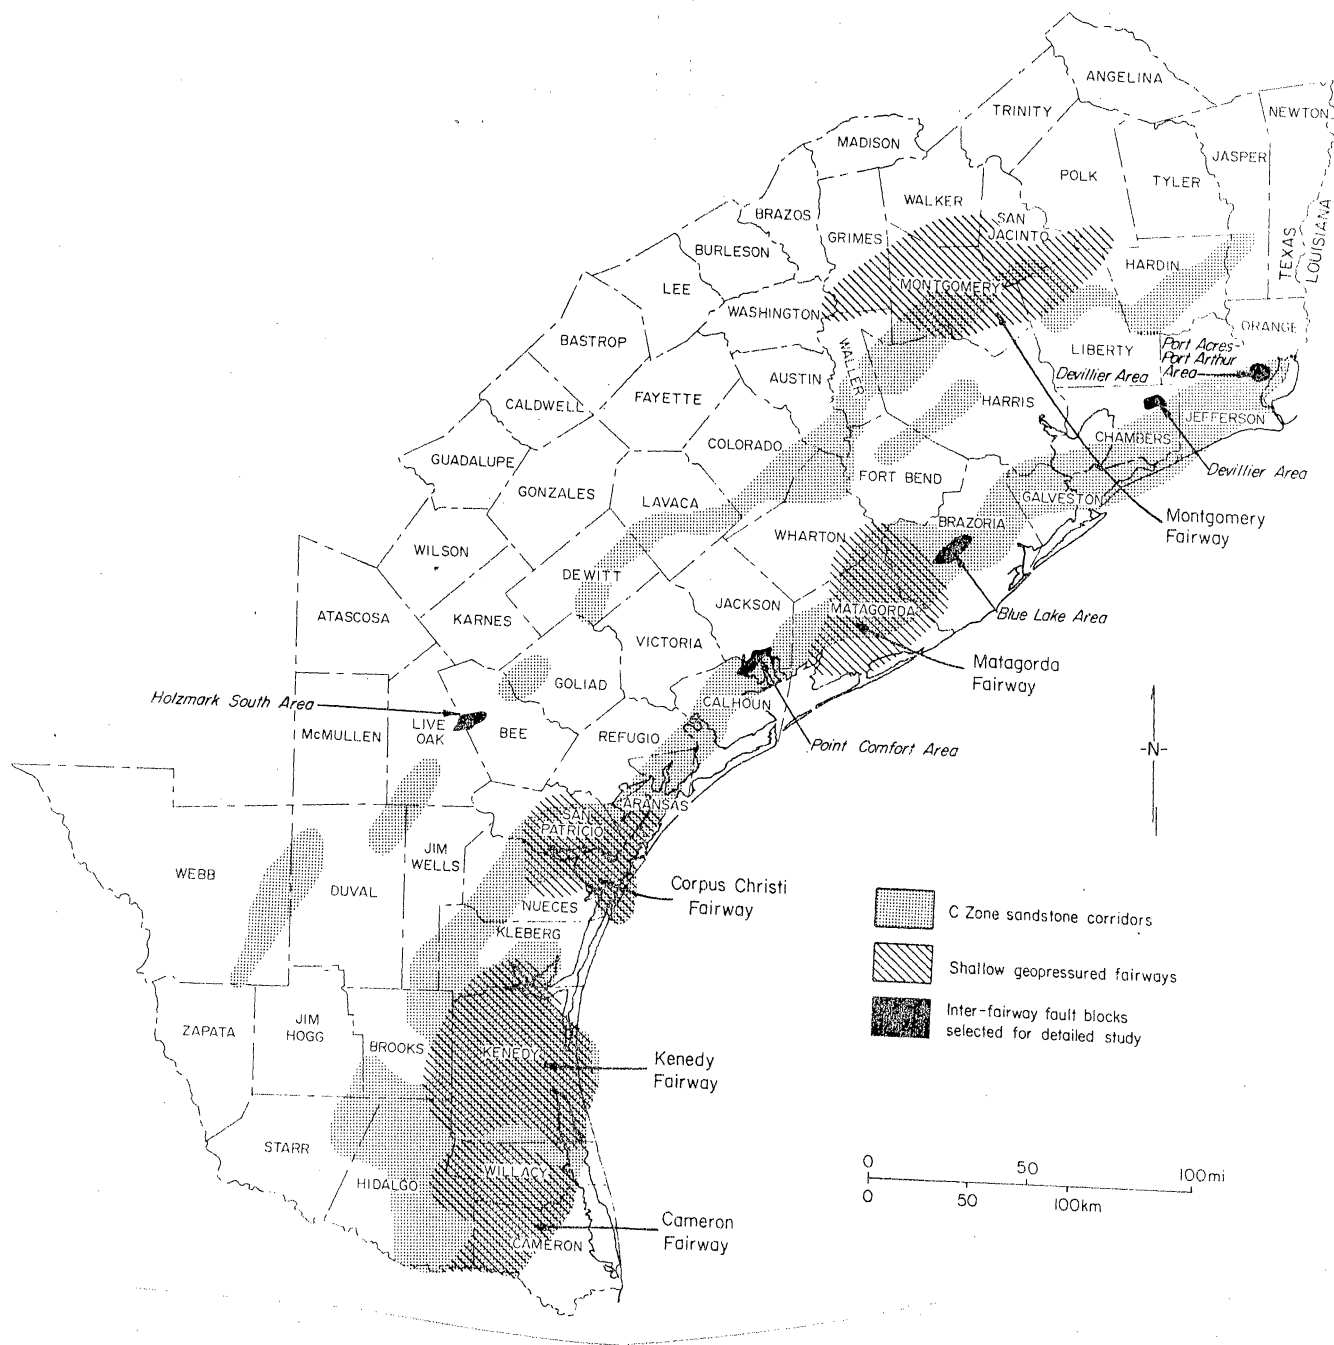 ANGELINA
NEWTON
TRINITY
MADISON
JASPER
POLK
TYLER
WALKER
BRAZOS
SAN
JACINTO
GRIMES
BURLESON
HARDIN
TEXAS
LOUISIANA
LEE
MONTGOMERY
WASHINGTON
ORANGE
BASTROP
WALLER
LIBERTY
Port Acres-
Port Arthur
Area
Devillier Area
AUSTIN
FAYETTE
CALDWELL
HARRIS
JEFFERSON
COLORADO
CHAMBERS
GUADALUPE
FORT BEND
Devillier Area
GONZALES
LAVACA
GALVESTON
Montgomery
Fairway
BRAZORIA
WHARTON
WILSON
DEWITT
JACKSON
MATAGORDA
Blue Lake Area
ATASCOSA
KARNES
VICTORIA
Matagorda
Fairway
GOLIAD
Holzmark South Area
CALHOUN
LIVE
OAK
BEE
McMULLEN
REFUGIO
Point Comfort Area
-N-
ARANSAS
SAN
PATRICIO
JIM
WELLS
WEBB
DUVAL
Corpus Christi
Fairway
NUECES
KLEBERG
C Zone sandstone corridors
Shallow geopressured fairways
Inter-fairway fault blocks
selected for detailed study
ZAPATA
JIM
HOGG
BROOKS
KENEDY
Kenedy
Fairway
STARR
WILLACY
HIDALGO
CAMERON
Cameron
Fairway
0 50 100mi
0 50 100km